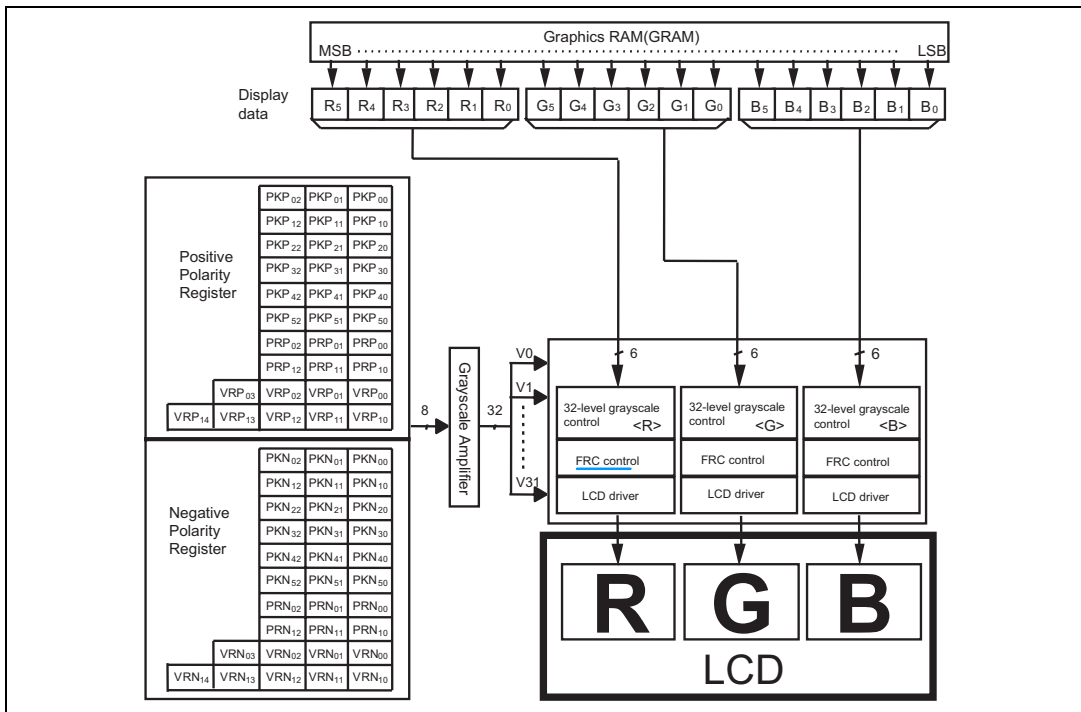 Graphics RAM(GRAM)
MSB LSB
Display data
R5 R4 R3 R2 R1 R0
G5 G4 G3 G2 G1 G0
B5 B4 B3 B2 B1 B0
Positive Polarity Register
PKP02 PKP01 PKP00
PKP12 PKP11 PKP10
PKP22 PKP21 PKP20
PKP32 PKP31 PKP30
PKP42 PKP41 PKP40
PKP52 PKP51 PKP50
PRP02 PRP01 PRP00
PRP12 PRP11 PRP10
VRP03 VRP02 VRP01 VRP00
VRP14 VRP13 VRP12 VRP11 VRP10
Negative Polarity Register
PKN02 PKN01 PKN00
PKN12 PKN11 PKN10
PKN22 PKN21 PKN20
PKN32 PKN31 PKN30
PKN42 PKN41 PKN40
PKN52 PKN51 PKN50
PRN02 PRN01 PRN00
PRN12 PRN11 PRN10
VRN03 VRN02 VRN01 VRN00
VRN14 VRN13 VRN12 VRN11 VRN10
8
Grayscale Amplifier
32
V0
V1
V31
6 6 6
32-level grayscale control <R>
FRC control
LCD driver
32-level grayscale control <G>
FRC control
LCD driver
32-level grayscale control <B>
FRC control
LCD driver
R G B
LCD